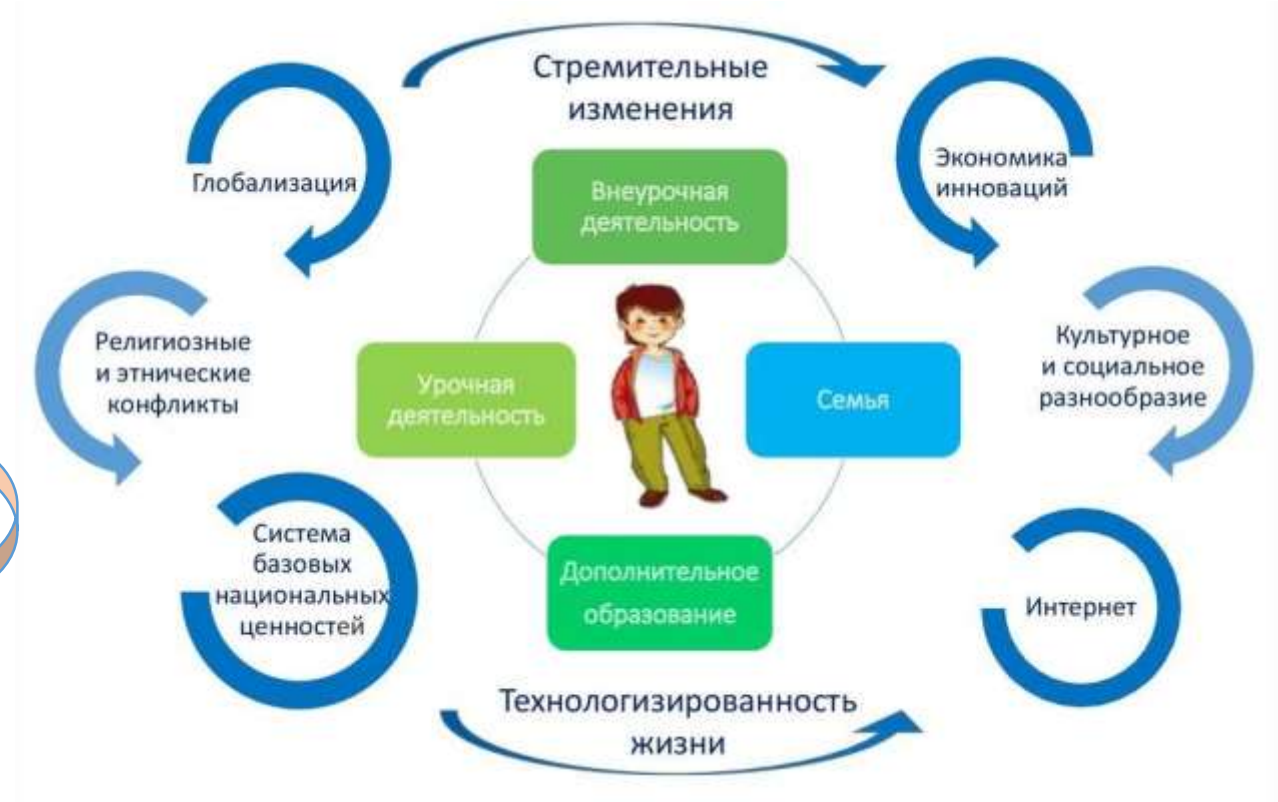 Стремительные
изменения
Глобализация
Экономика
инноваций
Внеурочная
деятельность
Религиозные
и этнические
конфликты
Культурное
и социальное
разнообразие
Урочная
деятельность
Семья
Система
базовых
национальных
ценностей
Дополнительное
образование
Интернет
Технологизированность
жизни